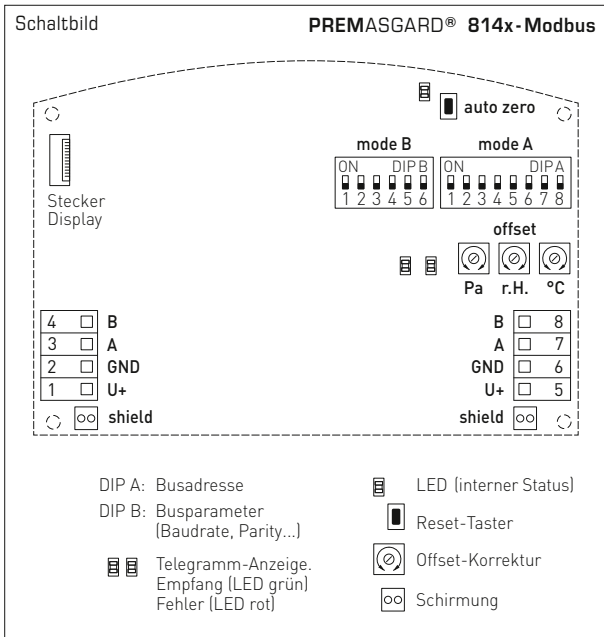 Schaltbild
PREMASGARD® 814x-Modbus
auto zero
mode B
mode A
ON DIP B
1 2 3 4 5 6
ON DIP A
1 2 3 4 5 6 7 8
Stecker
Display
offset
Pa r.H. °C
4 B
3 A
2 GND
1 U+
shield
B 8
A 7
GND 6
U+ 5
shield
DIP A: Busadresse
DIP B: Busparameter
(Baudrate, Parity...)
Telegramm-Anzeige.
Empfang (LED grün)
Fehler (LED rot)
LED (interner Status)
Reset-Taster
Offset-Korrektur
Schirmung